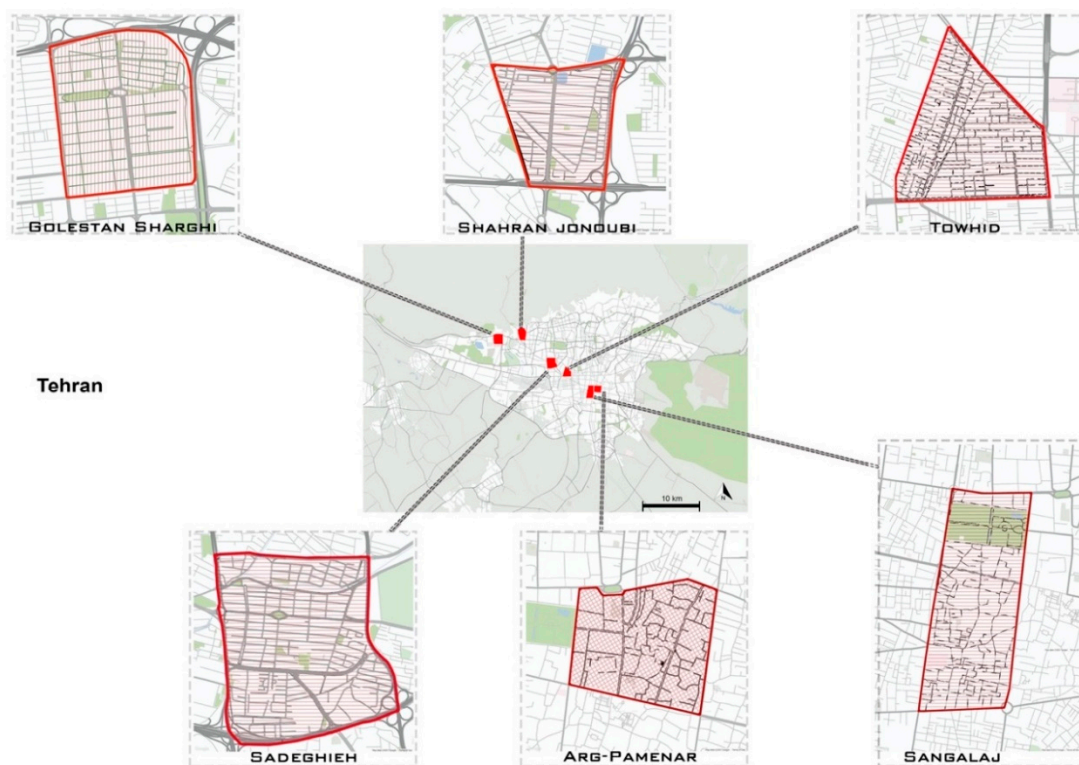 GOLESTAN SHARGHI
SHAHRAN JONOUBI
TOWHID
Tehran
10 km
N
SADEGHIEH
ARG-PAMENAR
SANGALAJ